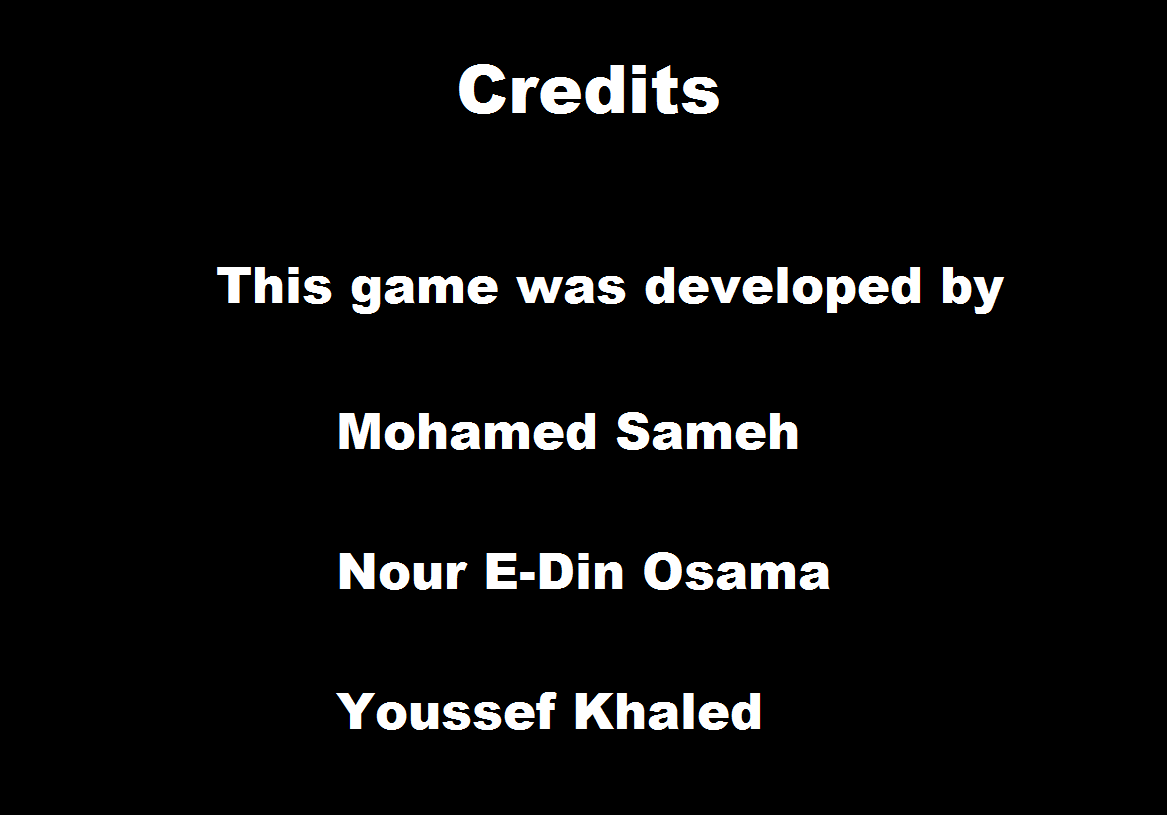 Credits
This game was developed by
Mohamed Sameh
Nour E-Din Osama
Youssef Khaled